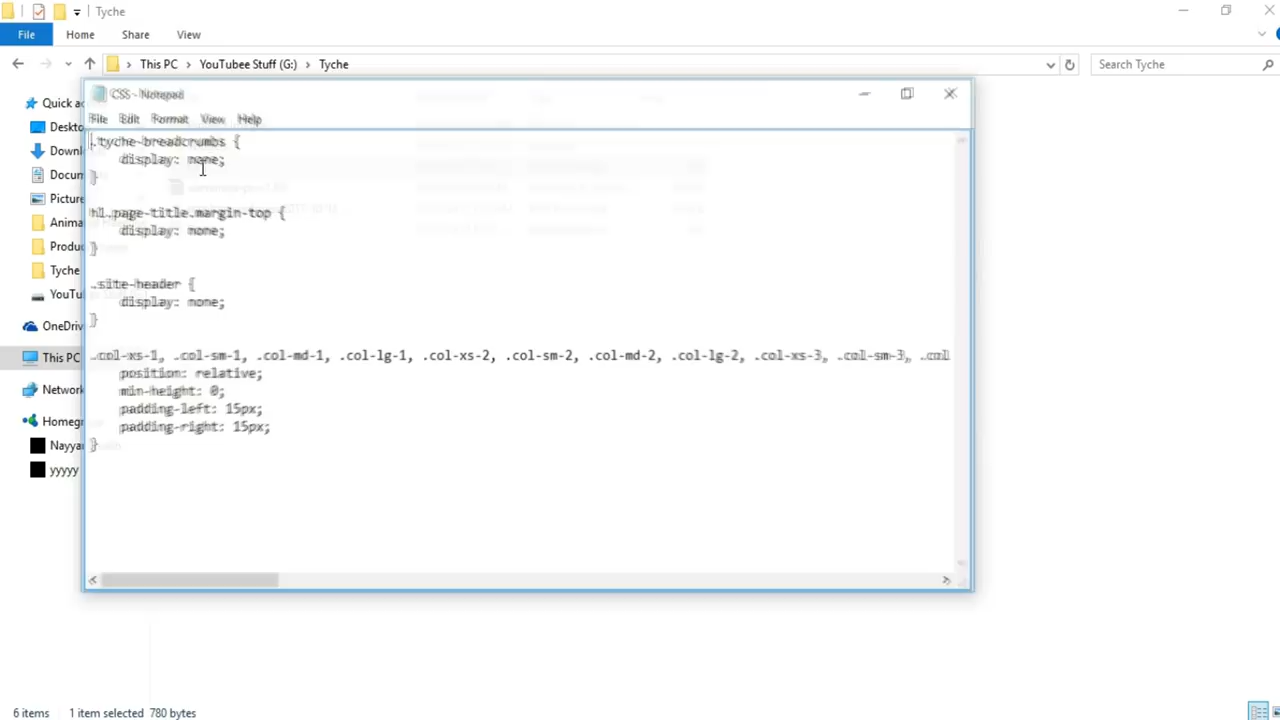 Tyche
File Home Share View
This PC YouTubee Stuff (G:) Tyche
Search Tyche
CSS - Notepad
File Edit Format View Help
Quick
Deskto
Downl
Docum
Picture
Anima
Produ
Tyche
YouTu
OneDriv
This PC
Network
Homeg
Nayya
yyyyy
.tyche-breadcrumbs {
display: none;
}
h1.page-title.margin-top {
display: none;
}
.site-header {
display: none;
}
.col-xs-1, .col-sm-1, .col-md-1, .col-lg-1, .col-xs-2, .col-sm-2, .col-md-2, .col-lg-2, .col-xs-3, .col-sm-3, .col
position: relative;
min-height: 0;
padding-left: 15px;
padding-right: 15px;
}
6 items 1 item selected 780 bytes